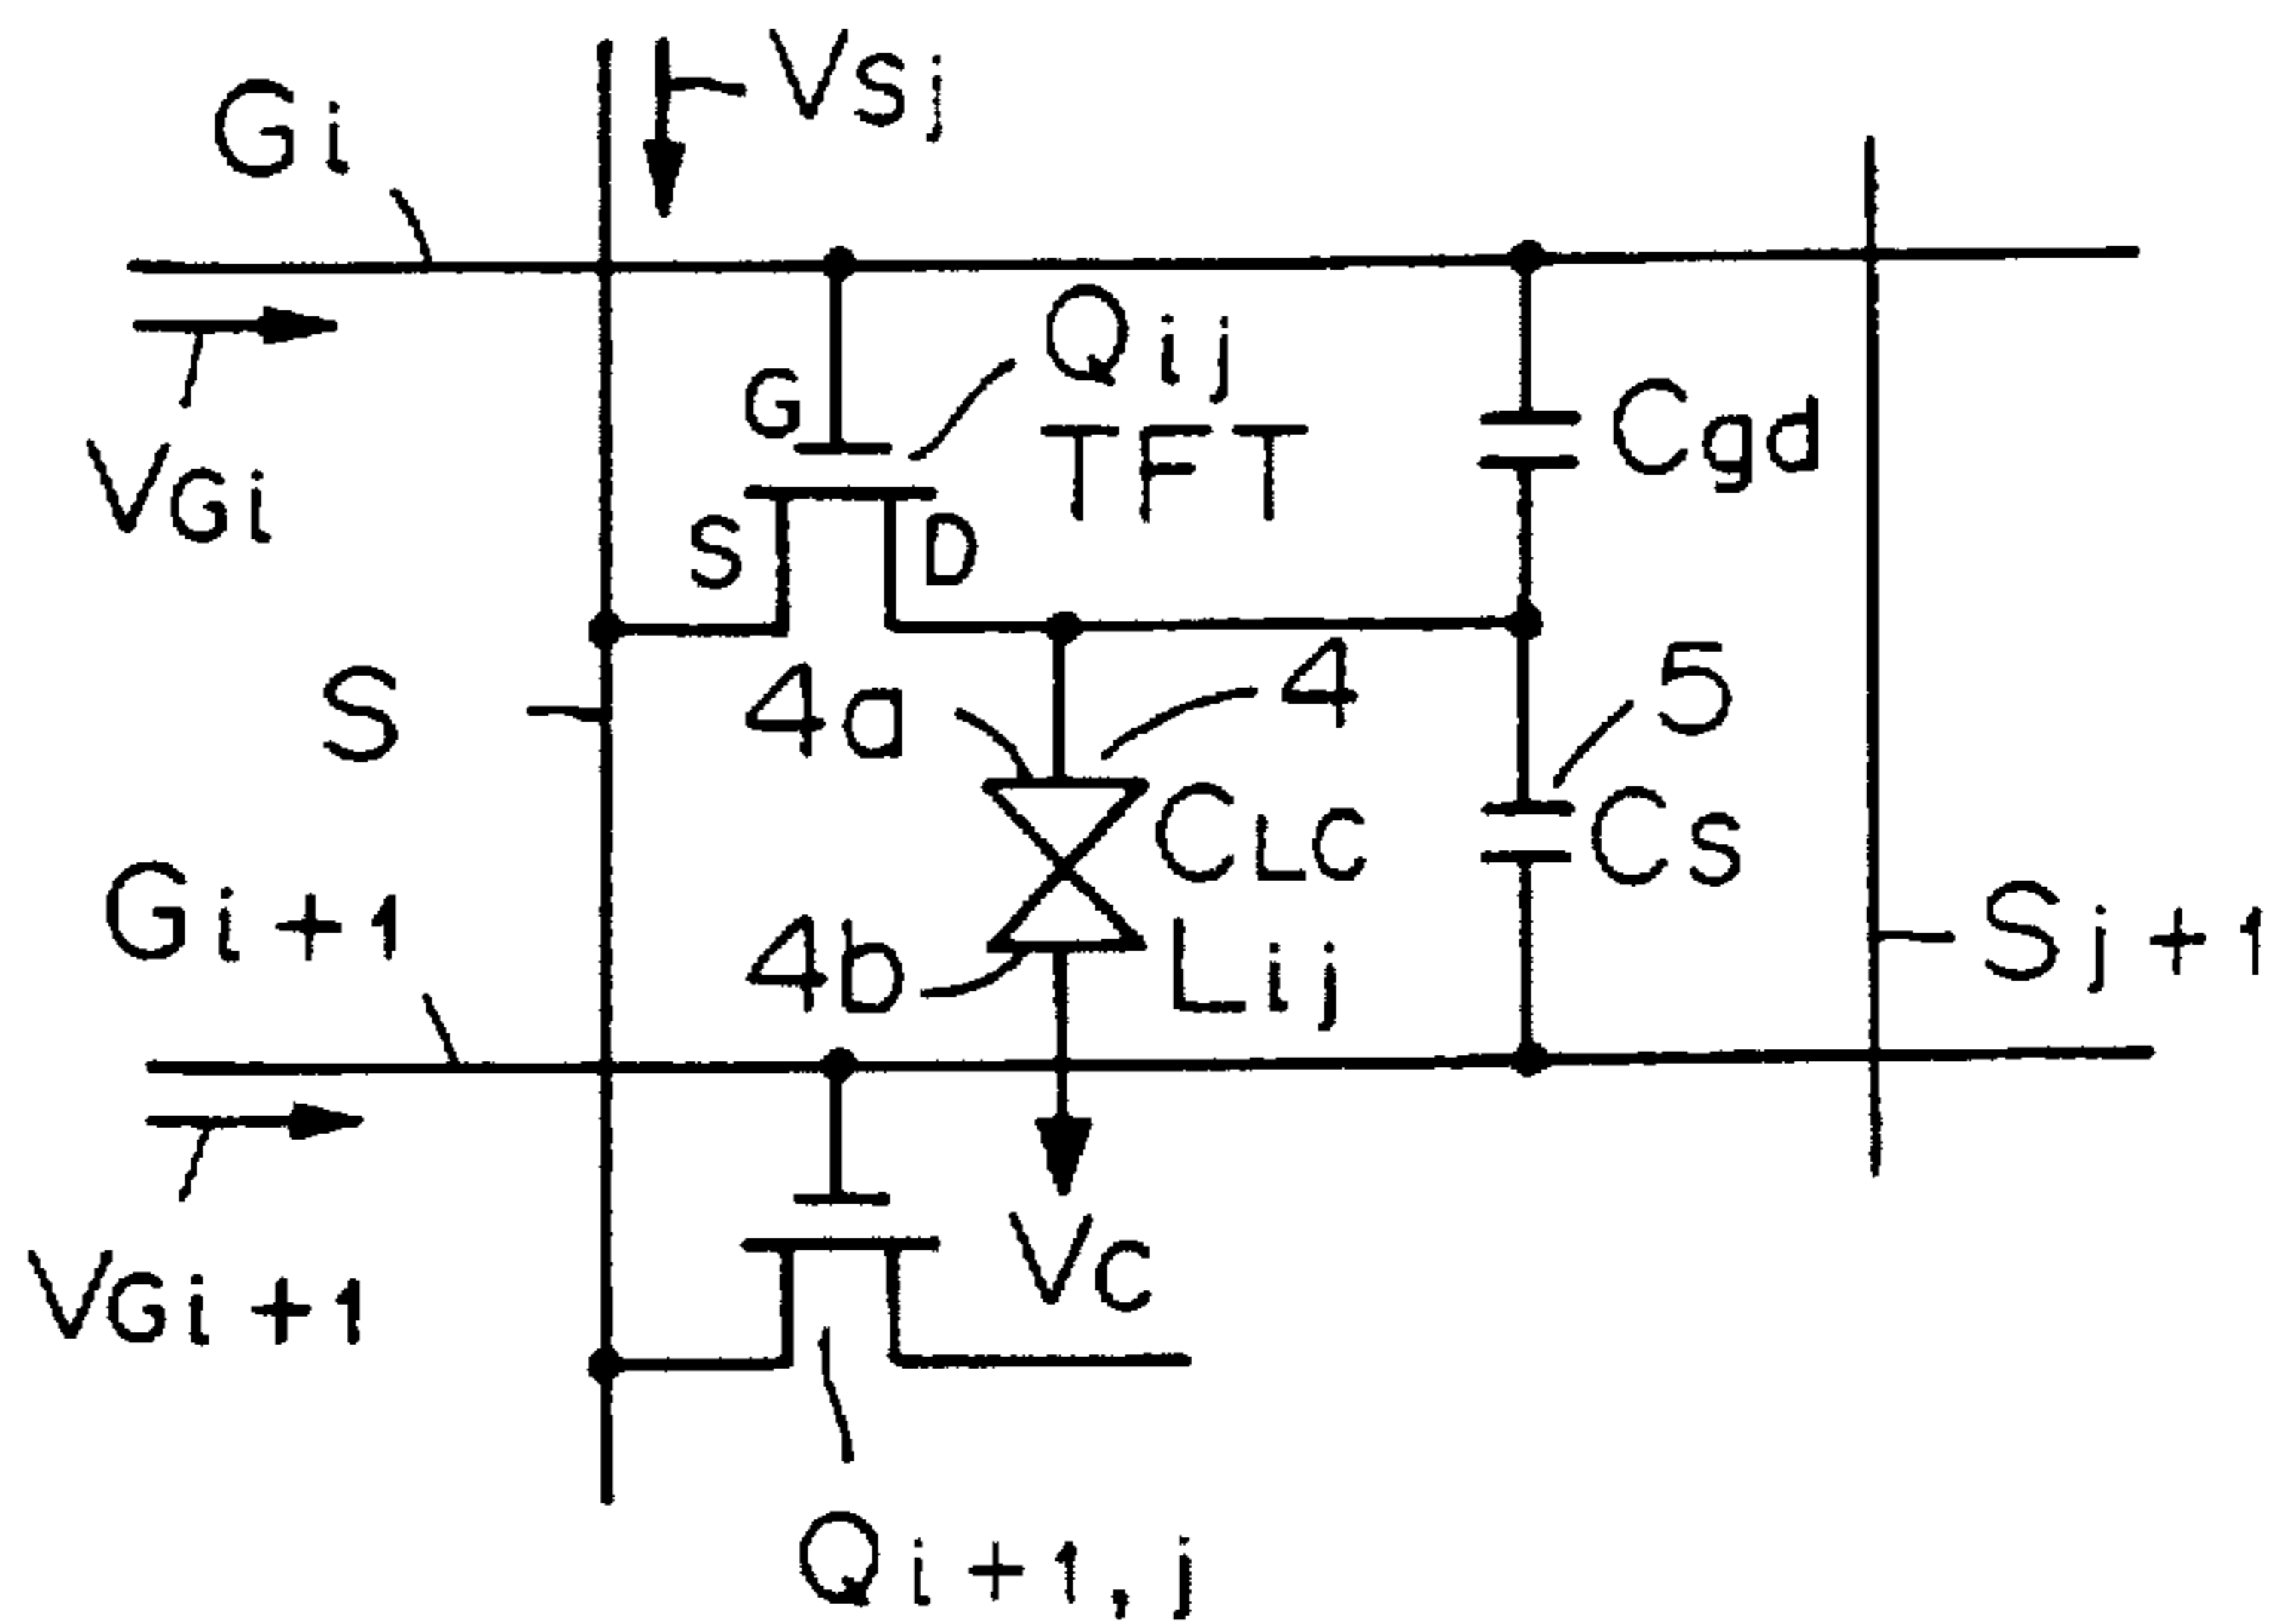 VSj
Gi
VGi
G
Qij
TFT
Cgd
S
D
S
4a
4
5
CLC
Cs
Gi+1
4b
Lij
Sj+1
VGi+1
Vc
Qi+1,j